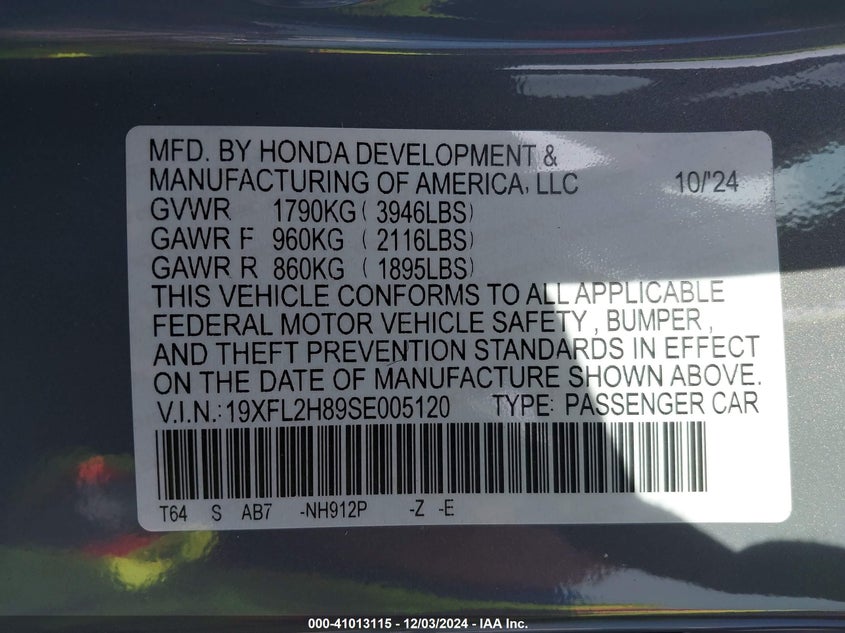 MFD. BY HONDA DEVELOPMENT &
MANUFACTURING OF AMERICA, LLC 10/'24
GVWR 1790KG ( 3946LBS)
GAWR F 960KG ( 2116LBS)
GAWR R 860KG ( 1895LBS)
THIS VEHICLE CONFORMS TO ALL APPLICABLE
FEDERAL MOTOR VEHICLE SAFETY , BUMPER ,
AND THEFT PREVENTION STANDARDS IN EFFECT
ON THE DATE OF MANUFACTURE SHOWN ABOVE.
V.I.N.: 19XFL2H89SE005120 TYPE: PASSENGER CAR
T64 S AB7 -NH912P -Z -E
000-41013115 - 12/03/2024 - IAA Inc.